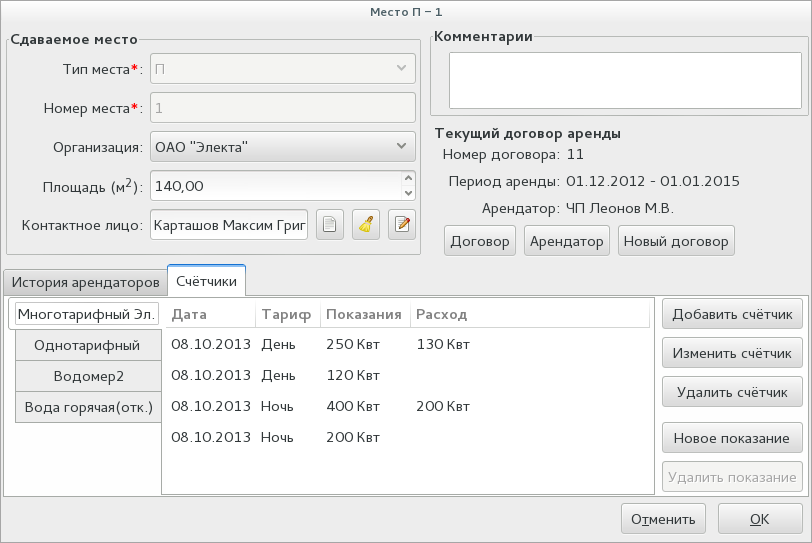 Место П – 1
Сдаваемое место
Тип места*: П
Номер места*: 1
Организация: ОАО "Электа"
Площадь (м²): 140,00
Контактное лицо: Карташов Максим Григ
Комментарии
Текущий договор аренды
Номер договора: 11
Период аренды: 01.12.2012 - 01.01.2015
Арендатор: ЧП Леонов М.В.
Договор Арендатор Новый договор
История арендаторов Счётчики
Многотарифный Эл.
Однотарифный
Водомер2
Вода горячая(отк.)
Дата Тариф Показания Расход
08.10.2013 День 250 Квт 130 Квт
08.10.2013 День 120 Квт
08.10.2013 Ночь 400 Квт 200 Квт
08.10.2013 Ночь 200 Квт
Добавить счётчик
Изменить счётчик
Удалить счётчик
Новое показание
Удалить показание
Отменить OK